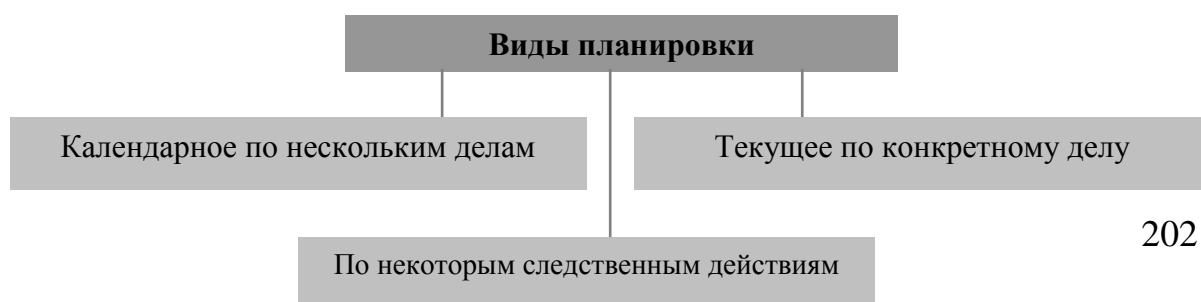 Виды планировки
Календарное по нескольким делам
Текущее по конкретному делу
202
По некоторым следственным действиям